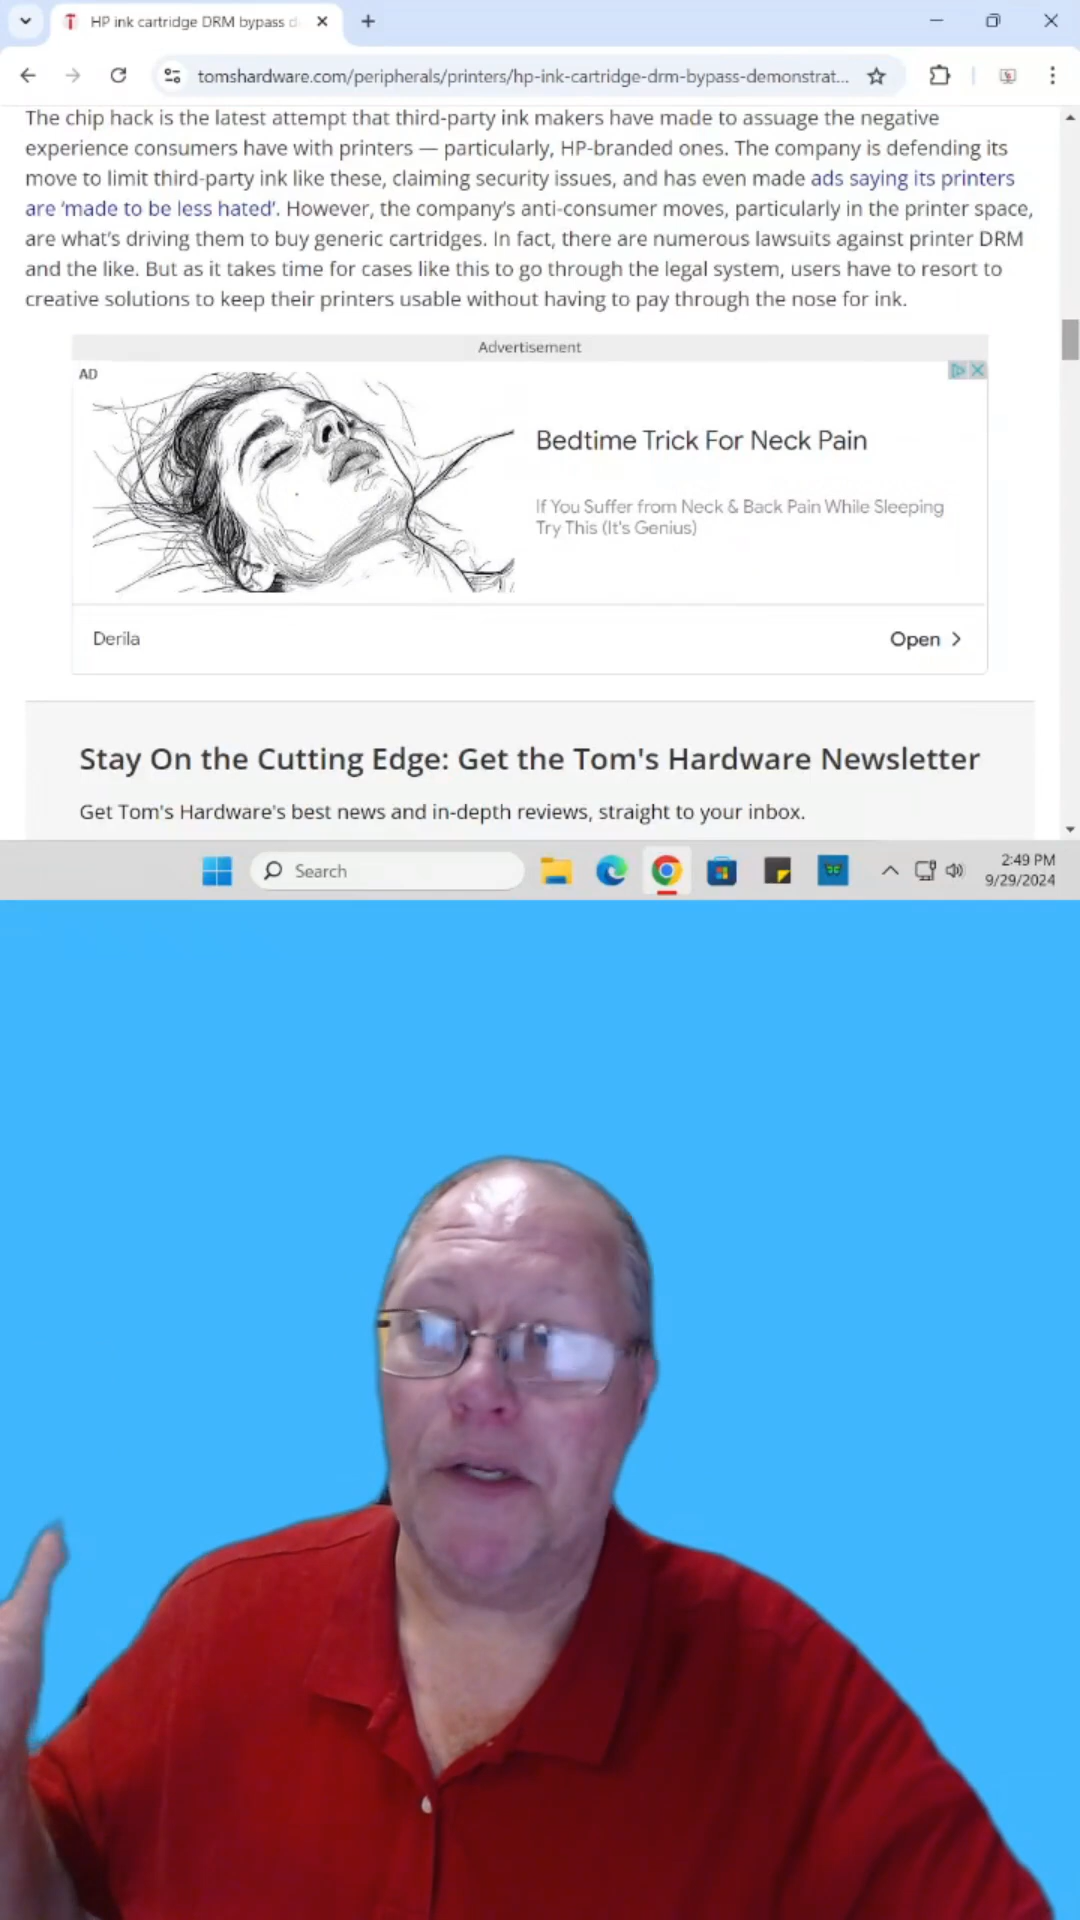 HP ink cartridge DRM bypass d
tomshardware.com/peripherals/printers/hp-ink-cartridge-drm-bypass-demonstrat...
The chip hack is the latest attempt that third-party ink makers have made to assuage the negative
experience consumers have with printers — particularly, HP-branded ones. The company is defending its
move to limit third-party ink like these, claiming security issues, and has even made ads saying its printers
are ‘made to be less hated’. However, the company's anti-consumer moves, particularly in the printer space,
are what's driving them to buy generic cartridges. In fact, there are numerous lawsuits against printer DRM
and the like. But as it takes time for cases like this to go through the legal system, users have to resort to
creative solutions to keep their printers usable without having to pay through the nose for ink.
Advertisement
AD
Bedtime Trick For Neck Pain
If You Suffer from Neck & Back Pain While Sleeping
Try This (It's Genius)
Derila
Open
Stay On the Cutting Edge: Get the Tom's Hardware Newsletter
Get Tom's Hardware's best news and in-depth reviews, straight to your inbox.
Search
2:49 PM
9/29/2024